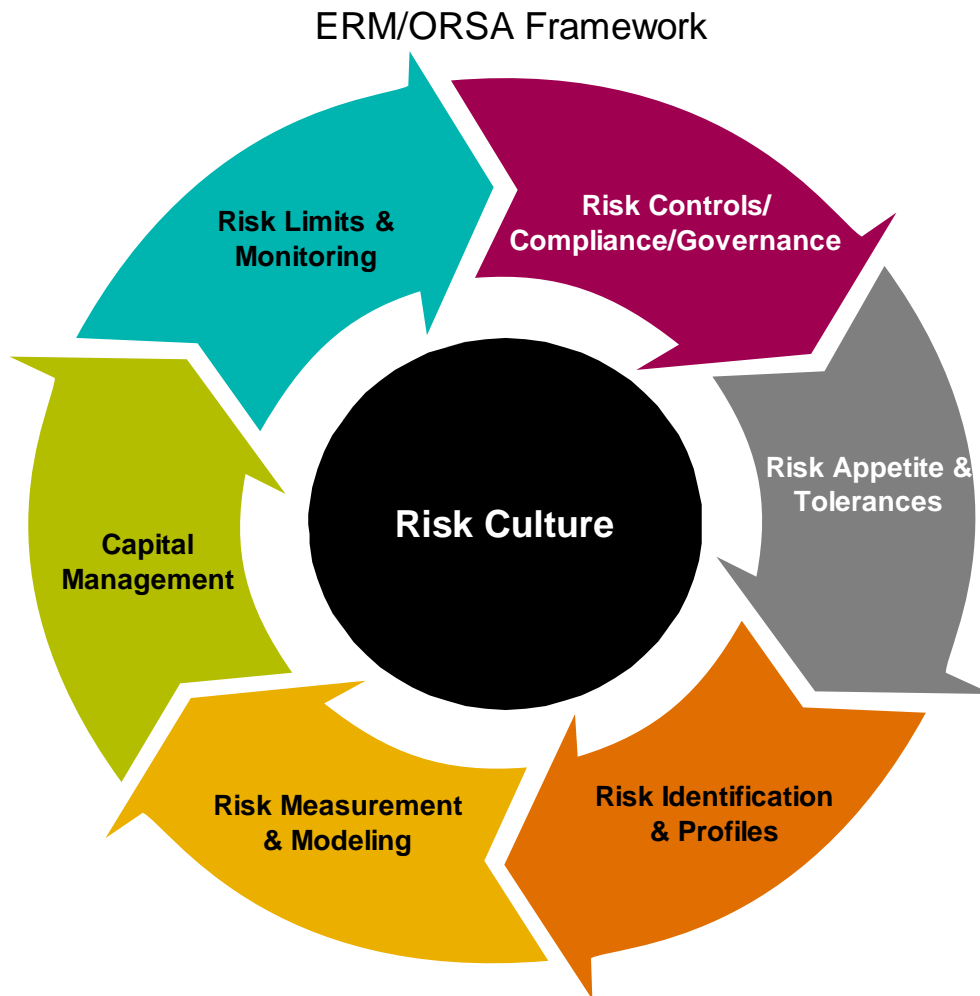 ERM/ORSA Framework
Risk Limits &
Monitoring
Risk Controls/
Compliance/Governance
Risk Appetite &
Tolerances
Risk Culture
Capital
Management
Risk Measurement
& Modeling
Risk Identification
& Profiles